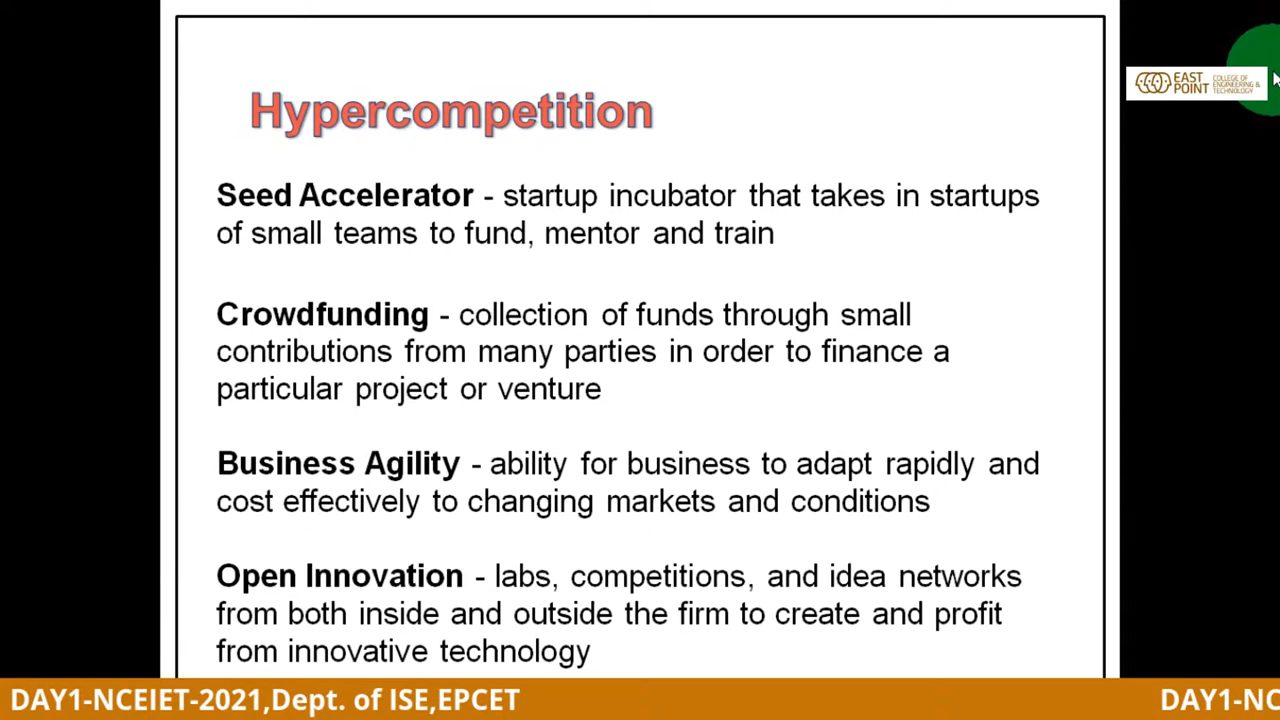 Hypercompetition
EAST
POINT
COLLEGE OF
ENGINEERING &
TECHNOLOGY
Seed Accelerator - startup incubator that takes in startups
of small teams to fund, mentor and train
Crowdfunding - collection of funds through small
contributions from many parties in order to finance a
particular project or venture
Business Agility - ability for business to adapt rapidly and
cost effectively to changing markets and conditions
Open Innovation - labs, competitions, and idea networks
from both inside and outside the firm to create and profit
from innovative technology
DAY1-NCEIET-2021,Dept. of ISE,EPCET
DAY1-NC